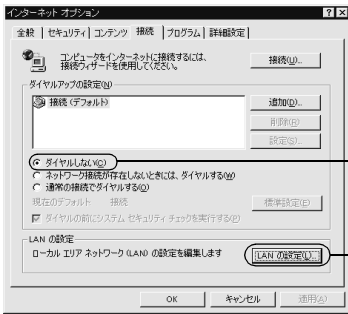 インターネット オプション
全般 セキュリティ コンテンツ 接続 プログラム 詳細設定
コンピュータをインターネットに接続するには、
接続ウィザードを使用してください。
接続(U)...
ダイヤルアップの設定(N)
接続 (デフォルト)
追加(D)...
削除(R)
設定(S)...
ダイヤルしない(C)
ネットワーク接続が存在しないときには、ダイヤルする(W)
通常の接続でダイヤルする(O)
現在のデフォルト 接続
標準設定(E)
ダイヤルの前にシステム セキュリティ チェックを実行する(P)
LAN の設定
ローカル エリア ネットワーク (LAN) の設定を編集します
LAN の設定(L)...
OK キャンセル 適用(A)